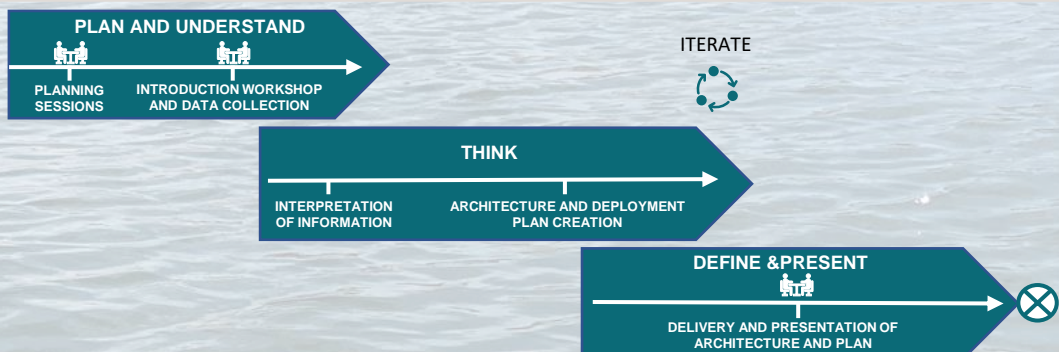 PLAN AND UNDERSTAND
PLANNING
SESSIONS
INTRODUCTION WORKSHOP
AND DATA COLLECTION
ITERATE
THINK
INTERPRETATION
OF INFORMATION
ARCHITECTURE AND DEPLOYMENT
PLAN CREATION
DEFINE &PRESENT
DELIVERY AND PRESENTATION OF
ARCHITECTURE AND PLAN